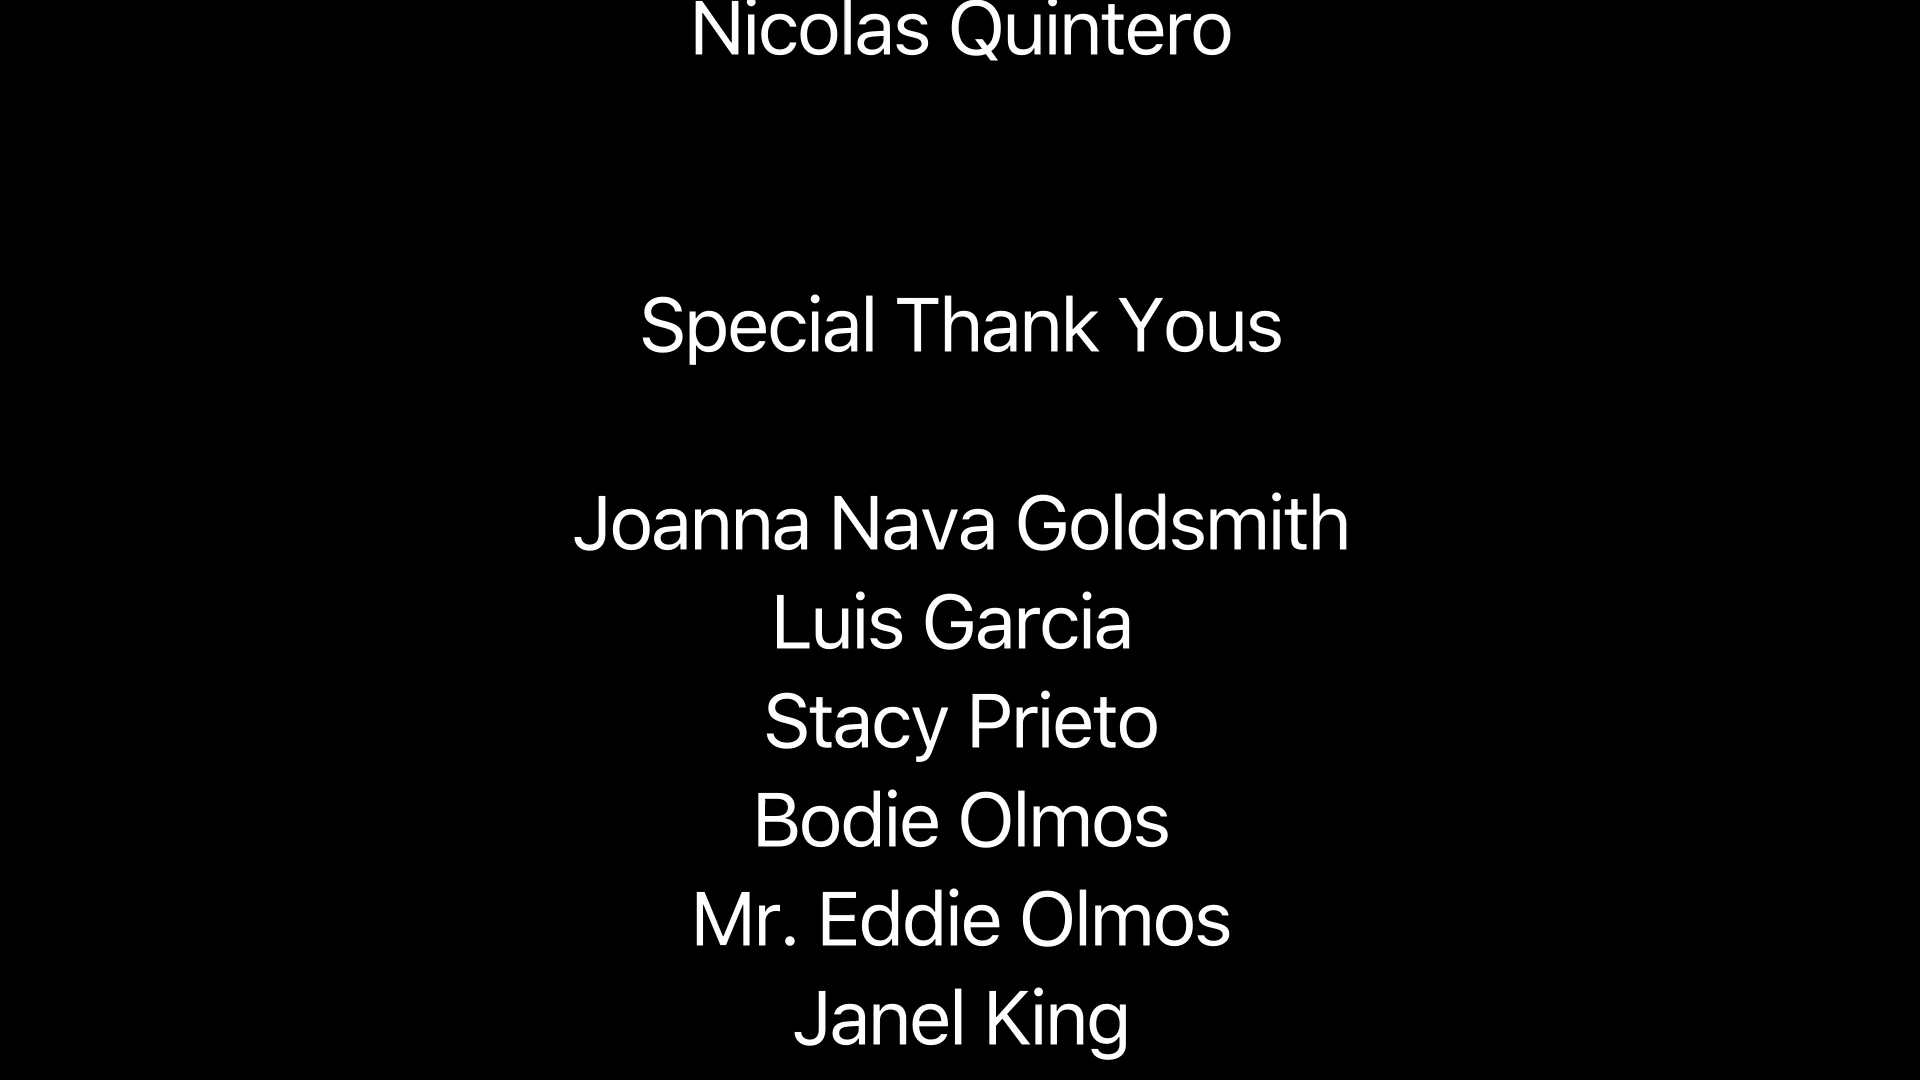 Nicolas Quintero
Special Thank Yous
Joanna Nava Goldsmith
Luis Garcia
Stacy Prieto
Bodie Olmos
Mr. Eddie Olmos
Janel King